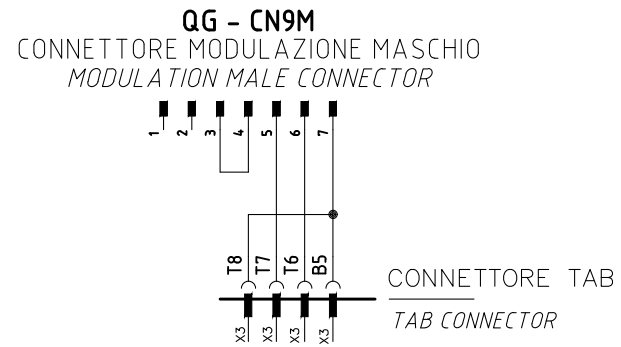 QG - CN9M
CONNETTORE MODULAZIONE MASCHIO
MODULATION MALE CONNECTOR
1 2 3 4 5 6 7
T8 T7 T6 B5
CONNETTORE TAB
TAB CONNECTOR
X3 X3 X3 X3